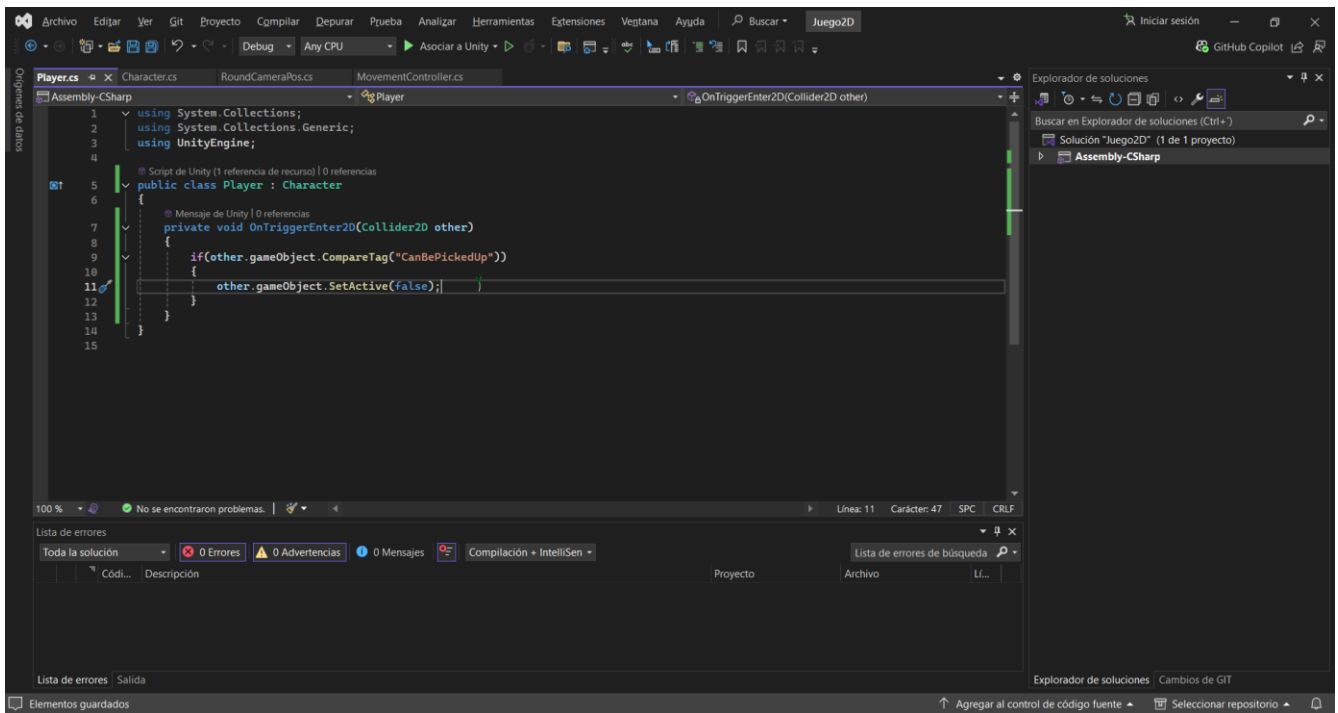 Archivo Editar Ver Git Proyecto Compilar Depurar Prueba Analizar Herramientas Extensiones Ventana Ayuda Buscar Juego2D Iniciar sesión
Debug Any CPU Asociar a Unity GitHub Copilot
Orígenes de datos
Player.cs Character.cs RoundCameraPos.cs MovementController.cs
Assembly-CSharp Player OnTriggerEnter2D(Collider2D other)
1 using System.Collections;
2 using System.Collections.Generic;
3 using UnityEngine;
4
Script de Unity (1 referencia de recurso) | 0 referencias
5 public class Player : Character
6 {
Mensaje de Unity | 0 referencias
7 private void OnTriggerEnter2D(Collider2D other)
8 {
9 if(other.gameObject.CompareTag("CanBePickedUp"))
10 {
11 other.gameObject.SetActive(false);
12 }
13 }
14 }
15
100 % No se encontraron problemas. Línea: 11 Carácter: 47 SPC CRLF
Lista de errores
Toda la solución 0 Errores 0 Advertencias 0 Mensajes Compilación + IntelliSen Lista de errores de búsqueda
Códi... Descripción Proyecto Archivo Lí...
Lista de errores Salida
Explorador de soluciones
Buscar en Explorador de soluciones (Ctrl+¨)
Solución "Juego2D" (1 de 1 proyecto)
Assembly-CSharp
Explorador de soluciones Cambios de GIT
Elementos guardados Agregar al control de código fuente Seleccionar repositorio